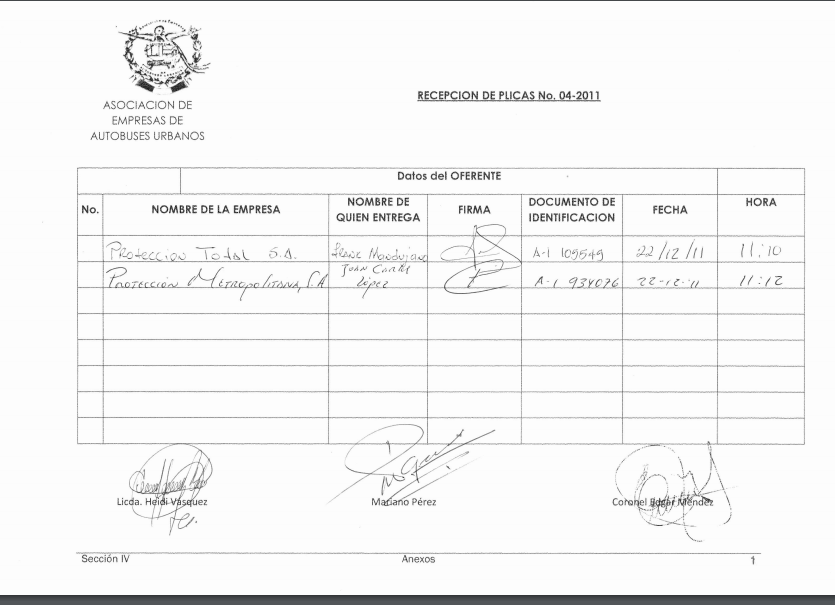 ASOCIACION DE
EMPRESAS DE
AUTOBUSES URBANOS
RECEPCION DE PLICAS No. 04-2011
Datos del OFERENTE
No. NOMBRE DE LA EMPRESA NOMBRE DE QUIEN ENTREGA FIRMA DOCUMENTO DE IDENTIFICACION FECHA HORA
Proteccion Total S.A. Mandujano A-1 109549 22/12/11 11:10
Protección Metropolitana, S.A Juan Carlos López A-1 934076 22-12-11 11:12
Licda. Heidi Vásquez Mariano Pérez Coronel Edgar Méndez
Sección IV Anexos 1